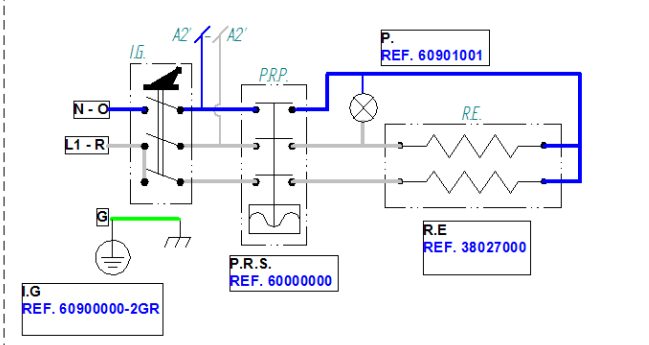 A2' - A2'
I.G.
P.
REF. 60901001
P.R.P.
N - O
R.E.
L1 - R
G
R.E
REF. 38027000
P.R.S.
REF. 60000000
I.G
REF. 60900000-2GR